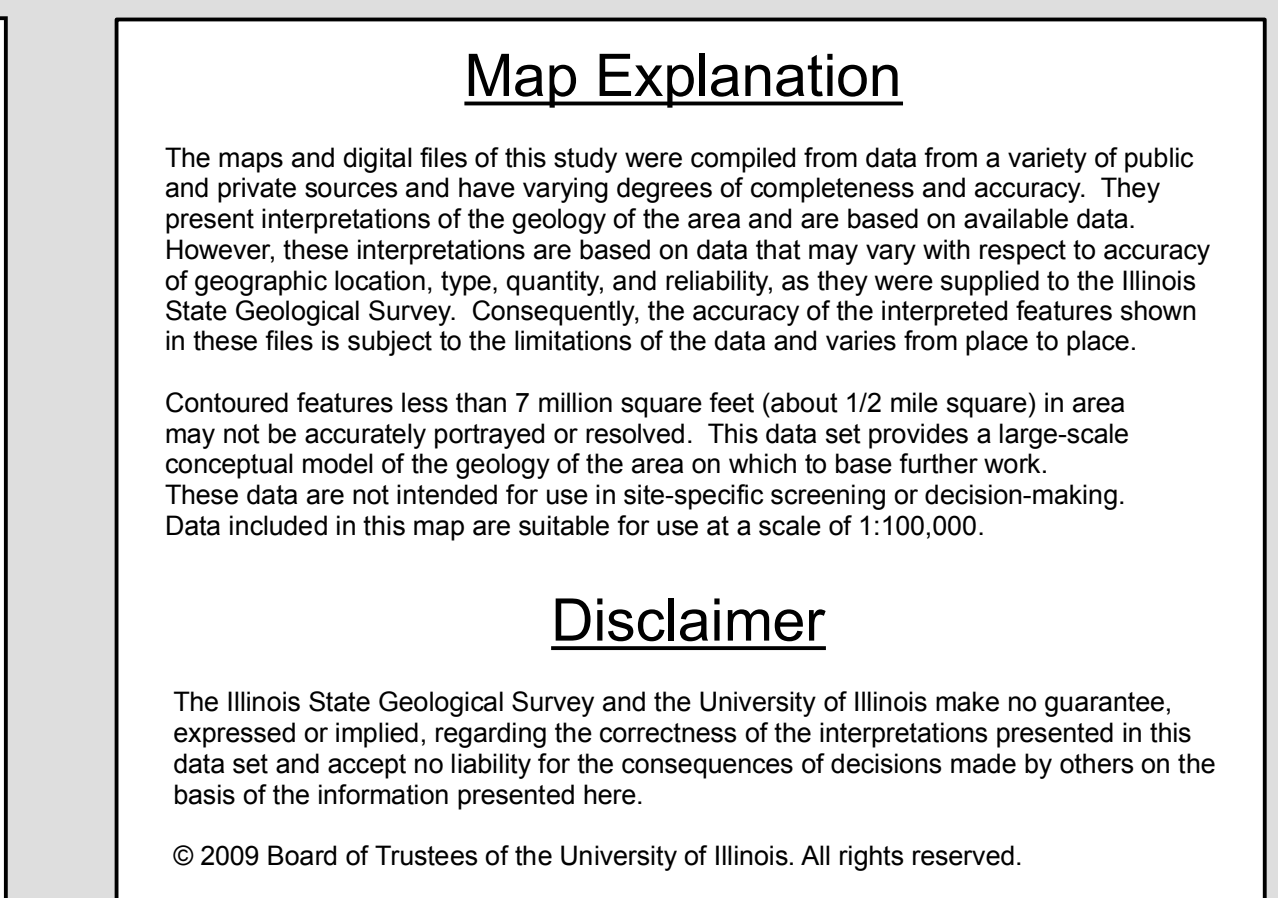 Map Explanation
The maps and digital files of this study were compiled from data from a variety of public
and private sources and have varying degrees of completeness and accuracy. They
present interpretations of the geology of the area and are based on available data.
However, these interpretations are based on data that may vary with respect to accuracy
of geographic location, type, quantity, and reliability, as they were supplied to the Illinois
State Geological Survey. Consequently, the accuracy of the interpreted features shown
in these files is subject to the limitations of the data and varies from place to place.
Contoured features less than 7 million square feet (about 1/2 mile square) in area
may not be accurately portrayed or resolved. This data set provides a large-scale
conceptual model of the geology of the area on which to base further work.
These data are not intended for use in site-specific screening or decision-making.
Data included in this map are suitable for use at a scale of 1:100,000.
Disclaimer
The Illinois State Geological Survey and the University of Illinois make no guarantee,
expressed or implied, regarding the correctness of the interpretations presented in this
data set and accept no liability for the consequences of decisions made by others on the
basis of the information presented here.
© 2009 Board of Trustees of the University of Illinois. All rights reserved.